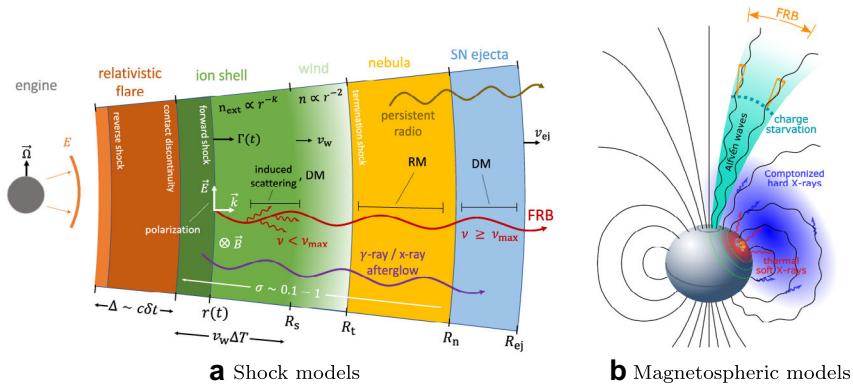 engine
relativistic
flare
ion shell
wind
nebula
SN ejecta
Ω⃗
E
reverse shock
contact discontinuity
forward shock
n_ext ∝ r^−k
n ∝ r^−2
Γ(t)
v_w
termination shock
persistent
radio
v_ej
induced
scattering, DM
RM
DM
E⃗
k⃗
polarization
ν < ν_max
ν ≥ ν_max
FRB
⊗ B⃗
γ-ray / x-ray
afterglow
σ ~ 0.1 − 1
Δ ~ cδt
r(t)
R_s
R_t
R_n
R_ej
v_wΔT
a Shock models
FRB
charge
starvation
Alfvén waves
Comptonized
hard X-rays
thermal
soft X-rays
b Magnetospheric models